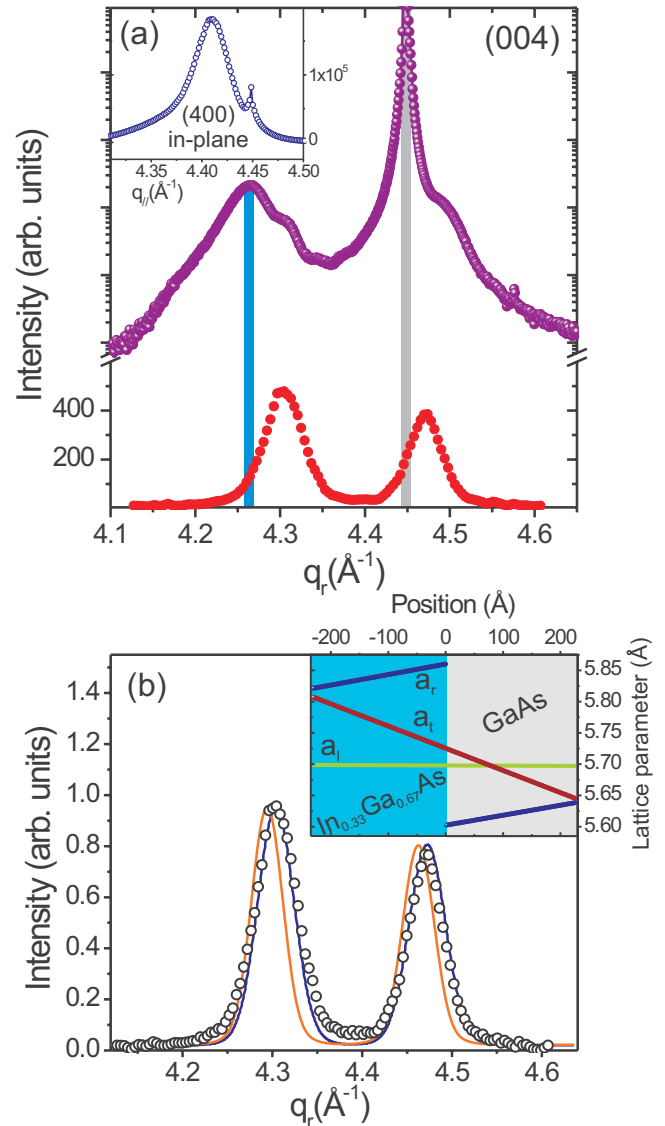 (a)
(004)
1x10⁵
0
(400)
in-plane
4.35 4.40 4.45 4.50
q//(Å⁻¹)
Intensity (arb. units)
400
200
4.1 4.2 4.3 4.4 4.5 4.6
qᵣ(Å⁻¹)
Position (Å)
-200 -100 0 100 200
(b)
aᵣ
aₜ
aₗ
GaAs
In₀.₃₃Ga₀.₆₇As
5.85
5.80
5.75
5.70
5.65
5.60
Lattice parameter (Å)
Intensity (arb. units)
1.4
1.2
1.0
0.8
0.6
0.4
0.2
0.0
4.2 4.3 4.4 4.5 4.6
qᵣ(Å⁻¹)